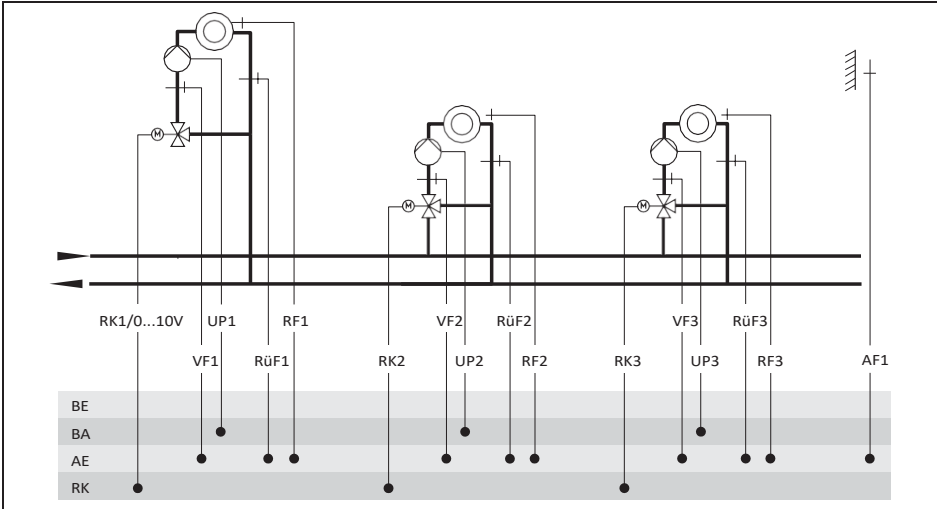 M
M
M
RK1/0...10V UP1 RF1 VF2 RüF2 VF3 RüF3
VF1 RüF1 RK2 UP2 RF2 RK3 UP3 RF3 AF1
BE
BA
AE
RK